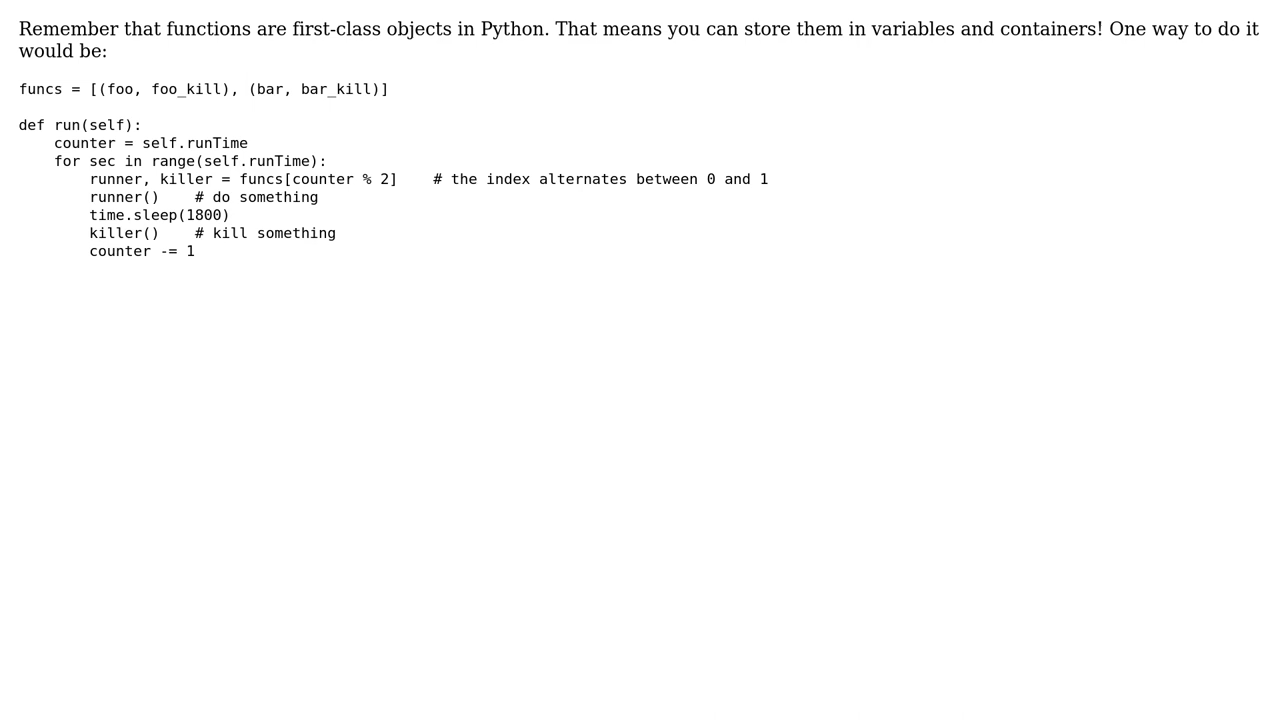 Remember that functions are first-class objects in Python. That means you can store them in variables and containers! One way to do it
would be:
funcs = [(foo, foo_kill), (bar, bar_kill)]
def run(self):
    counter = self.runTime
    for sec in range(self.runTime):
        runner, killer = funcs[counter % 2]    # the index alternates between 0 and 1
        runner()    # do something
        time.sleep(1800)
        killer()    # kill something
        counter -= 1